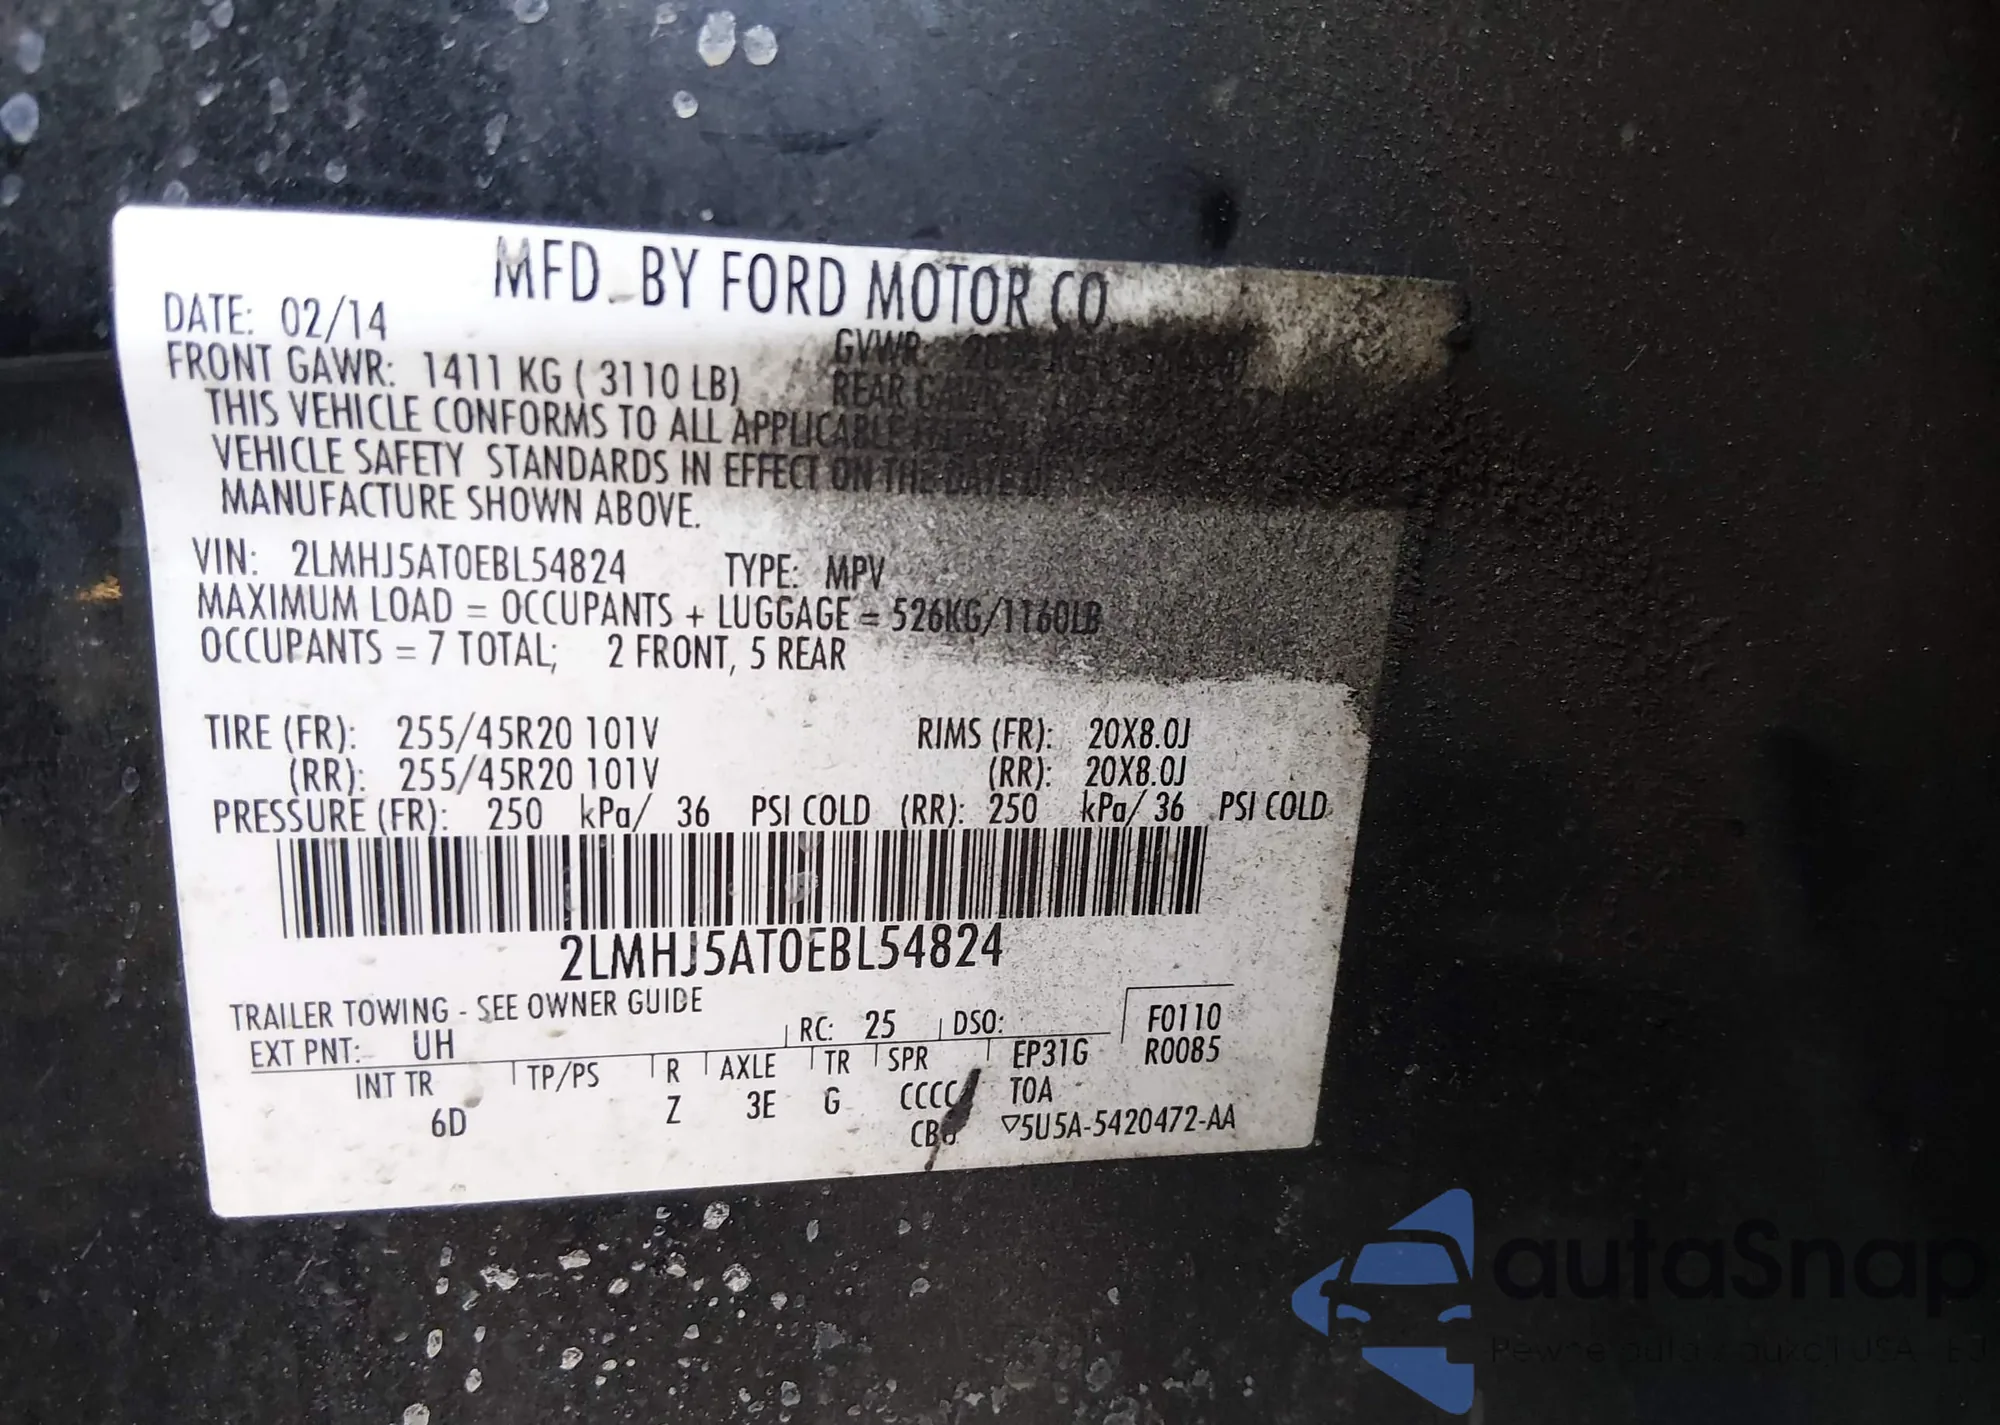 MFD. BY FORD MOTOR CO.
DATE: 02/14 GVWR:
FRONT GAWR: 1411 KG ( 3110 LB) REAR
THIS VEHICLE CONFORMS TO ALL APPLICABLE
VEHICLE SAFETY STANDARDS IN EFFECT ON THE DATE OF
MANUFACTURE SHOWN ABOVE.
VIN: 2LMHJ5AT0EBL54824 TYPE: MPV
MAXIMUM LOAD = OCCUPANTS + LUGGAGE = 526KG/1160LB
OCCUPANTS = 7 TOTAL; 2 FRONT, 5 REAR
TIRE (FR): 255/45R20 101V RIMS (FR): 20X8.0J
(RR): 255/45R20 101V (RR): 20X8.0J
PRESSURE (FR): 250 kPa/ 36 PSI COLD (RR): 250 kPa/ 36 PSI COLD
2LMHJ5AT0EBL54824
TRAILER TOWING - SEE OWNER GUIDE
EXT PNT: UH RC: 25 DSO: F0110
INT TR TP/PS R AXLE TR SPR EP31G R0085
6D Z 3E G CCCC T0A
▽5U5A-5420472-AA
autaSnap